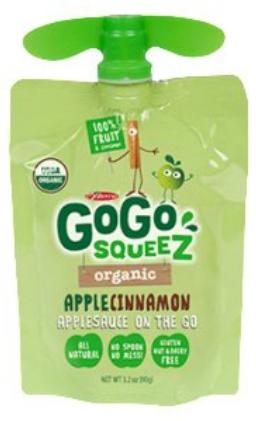 100%
FRUIT
& cinnamon
USDA
ORGANIC
GoGo
SQUEEZ
organic
APPLECINNAMON
APPLESAUCE ON THE GO
ALL
NATURAL
NO SPOON
NO MESS!
GLUTEN
NUT & DAIRY
FREE
NET WT 3.2 oz (90g)